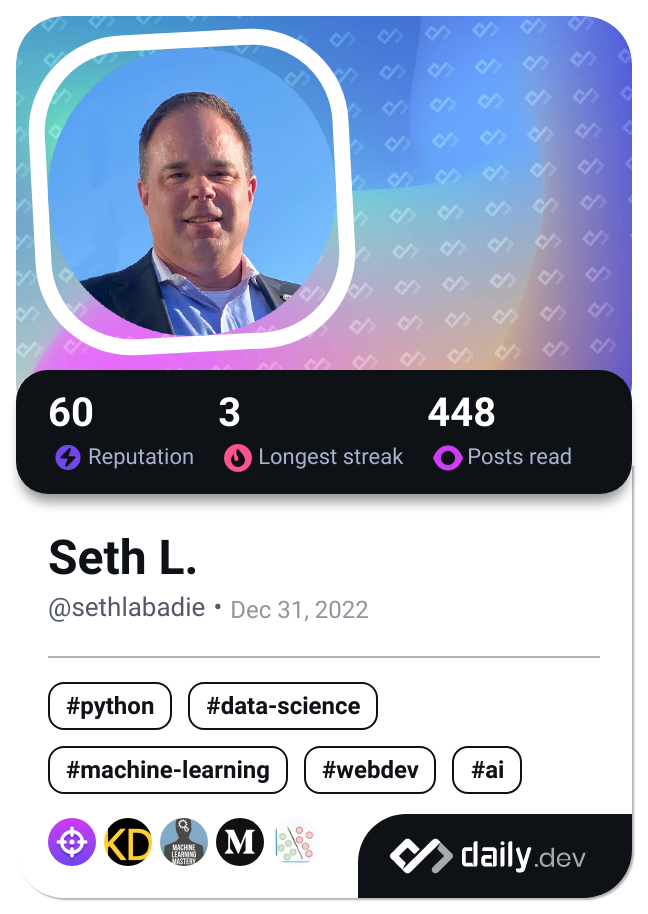 60 3 448
Reputation Longest streak Posts read
Seth L.
@sethlabadie • Dec 31, 2022
#python #data-science
#machine-learning #webdev #ai
KD MACHINE LEARNING MASTERY M
daily.dev